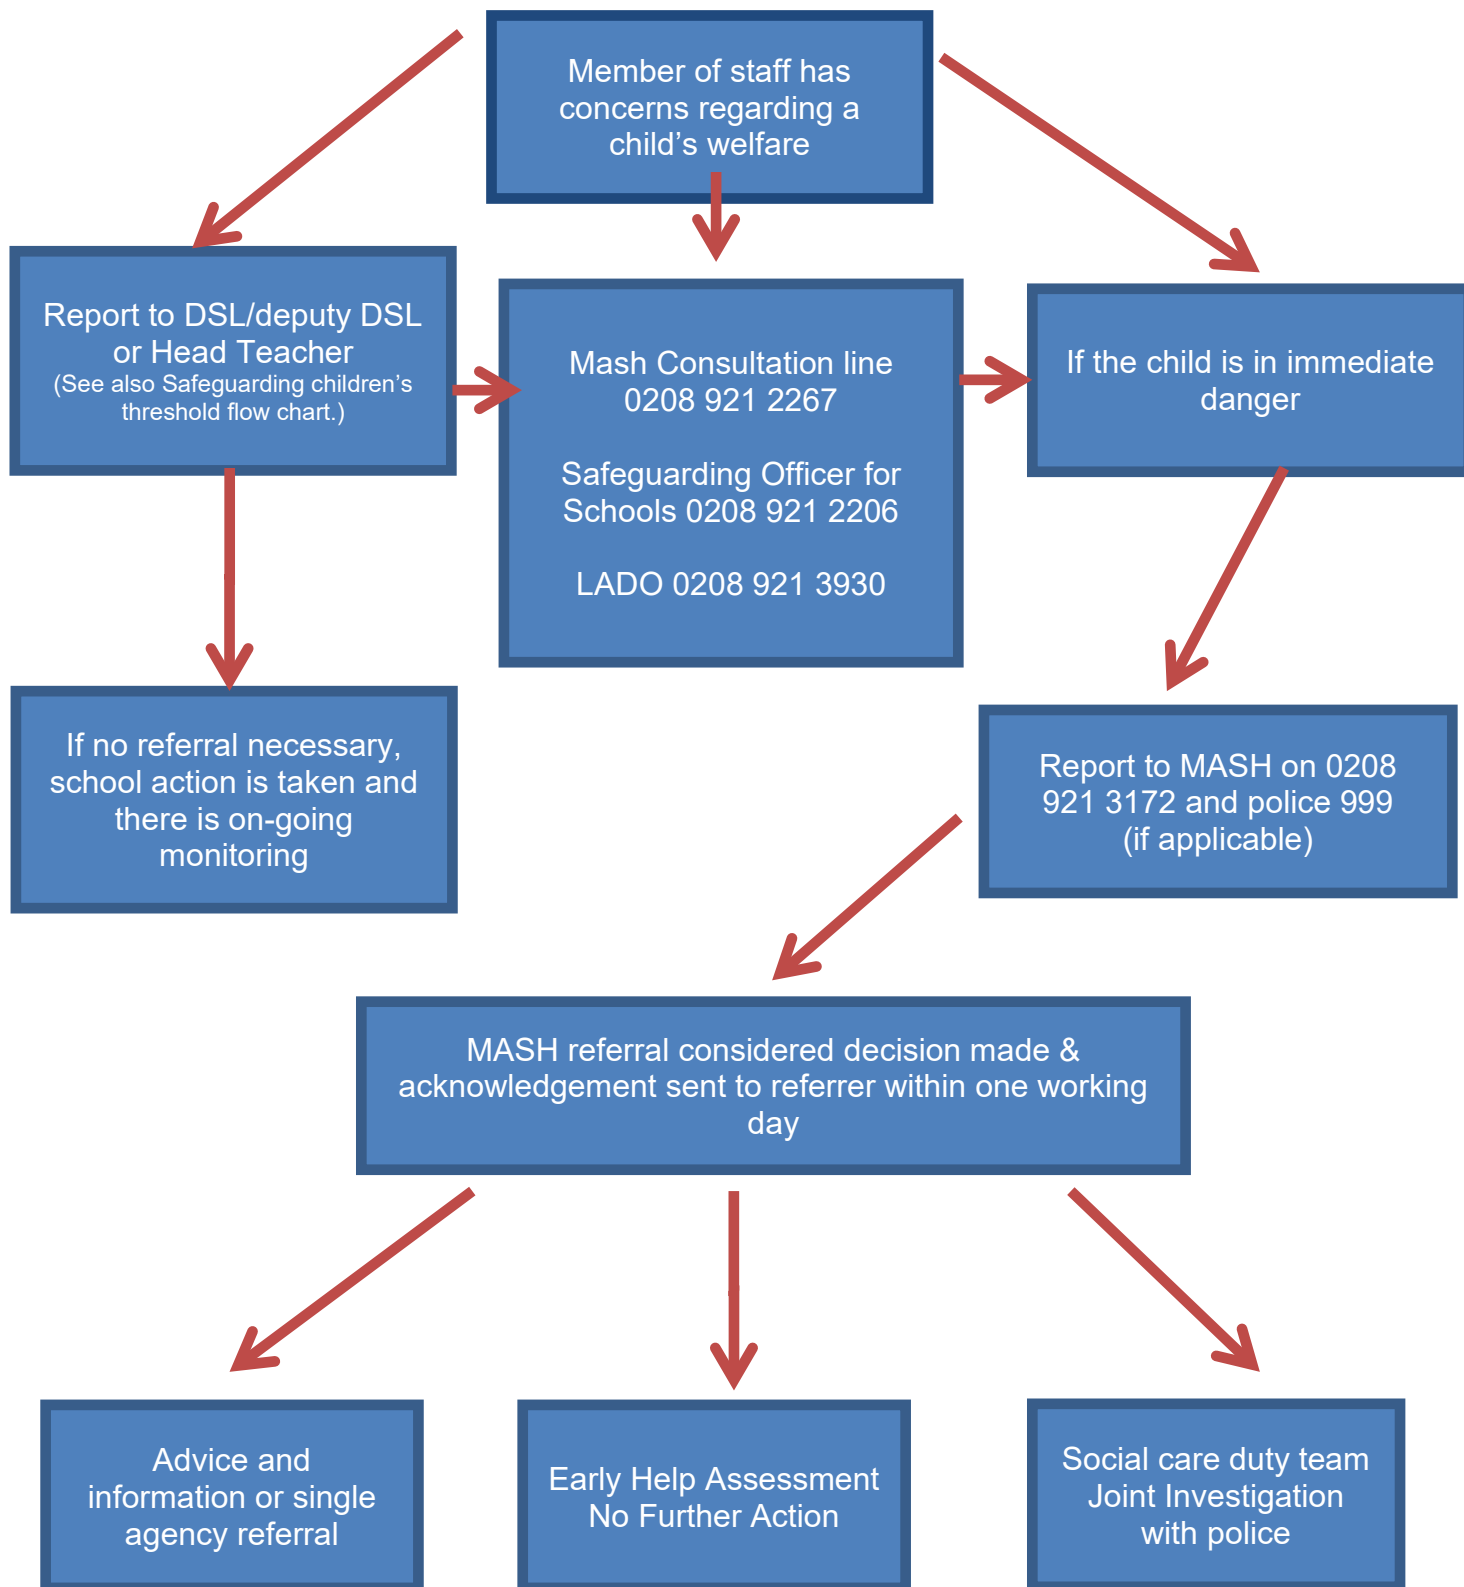 Member of staff has
concerns regarding a
child’s welfare
Report to DSL/deputy DSL
or Head Teacher
(See also Safeguarding children’s
threshold flow chart.)
Mash Consultation line
0208 921 2267
Safeguarding Officer for
Schools 0208 921 2206
LADO 0208 921 3930
If the child is in immediate
danger
If no referral necessary,
school action is taken and
there is on-going
monitoring
Report to MASH on 0208
921 3172 and police 999
(if applicable)
MASH referral considered decision made &
acknowledgement sent to referrer within one working
day
Advice and
information or single
agency referral
Early Help Assessment
No Further Action
Social care duty team
Joint Investigation
with police